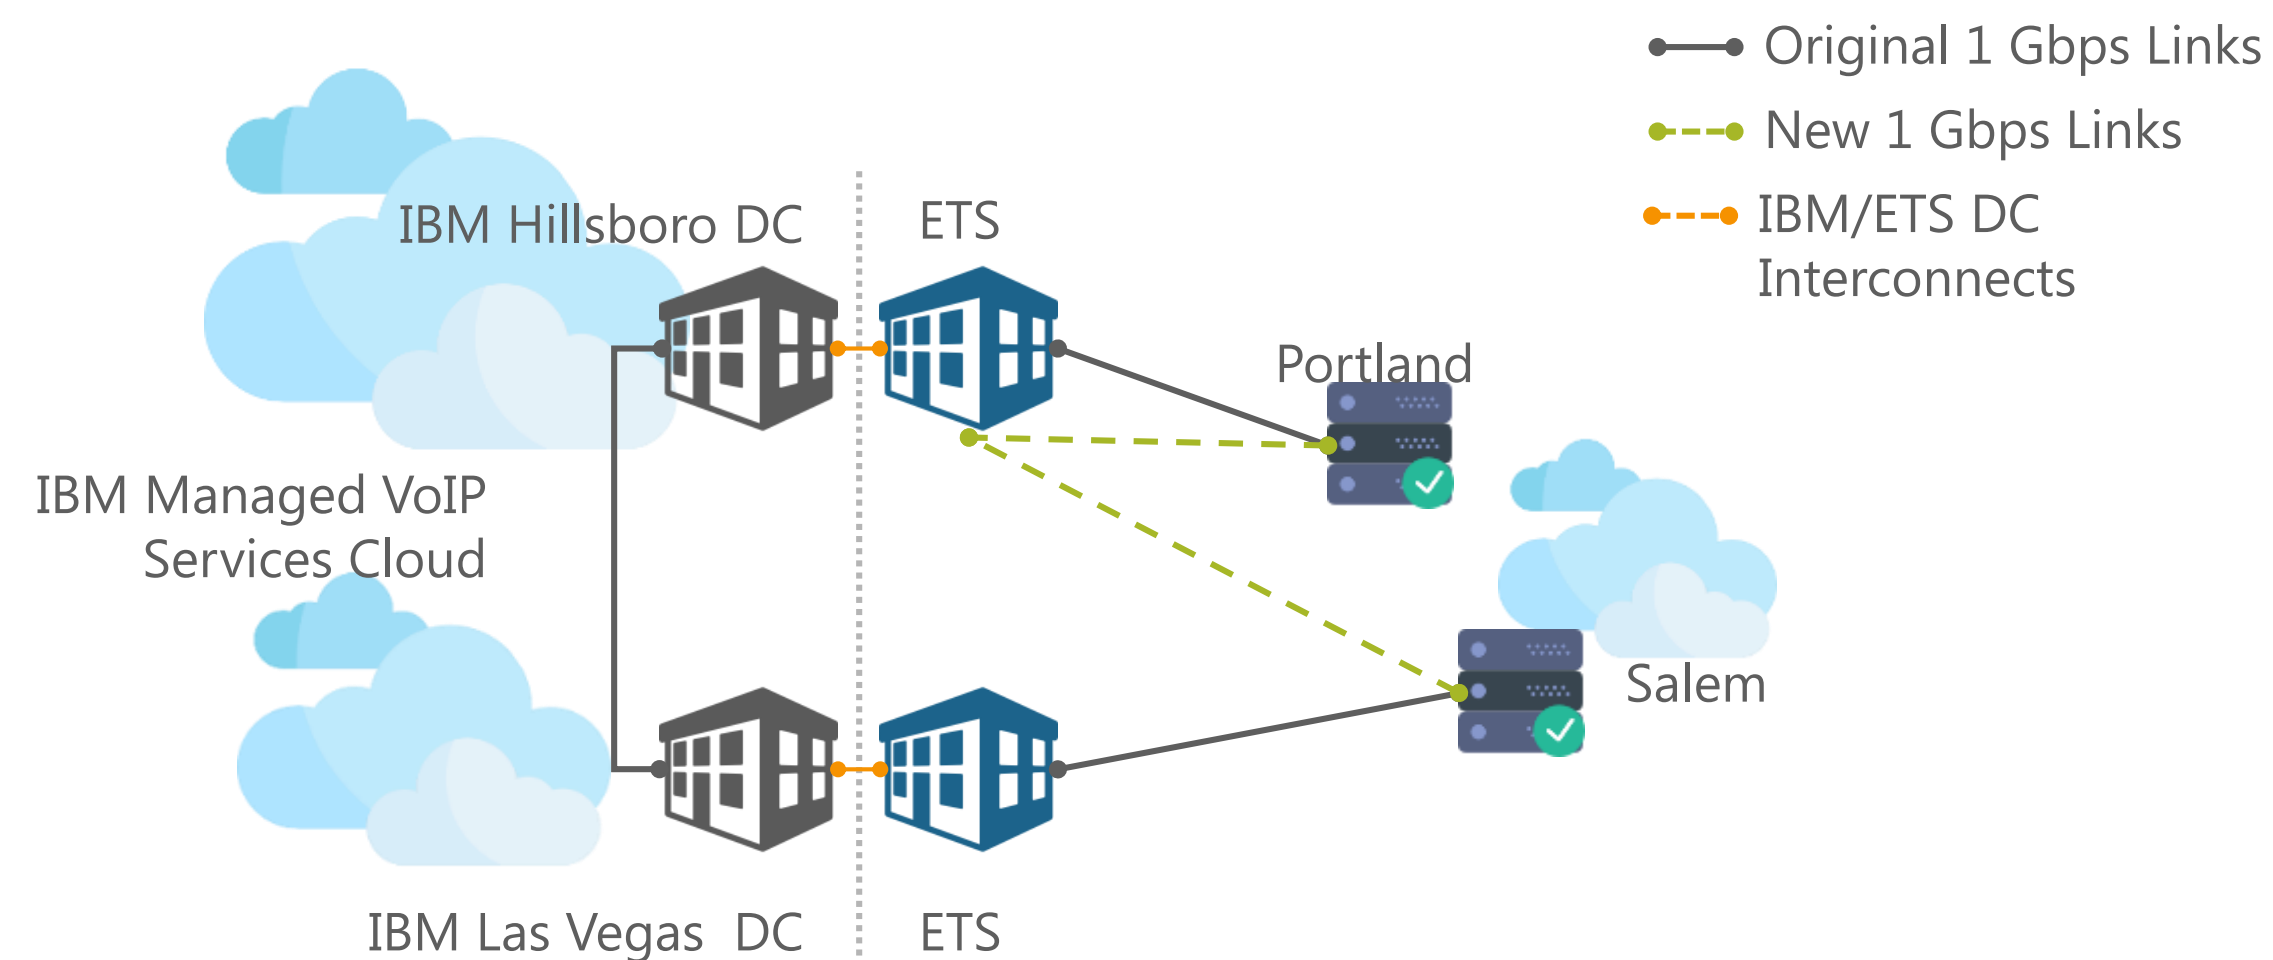 Original 1 Gbps Links
New 1 Gbps Links
IBM/ETS DC
Interconnects
IBM Hillsboro DC
ETS
Portland
IBM Managed VoIP
Services Cloud
Salem
IBM Las Vegas DC
ETS